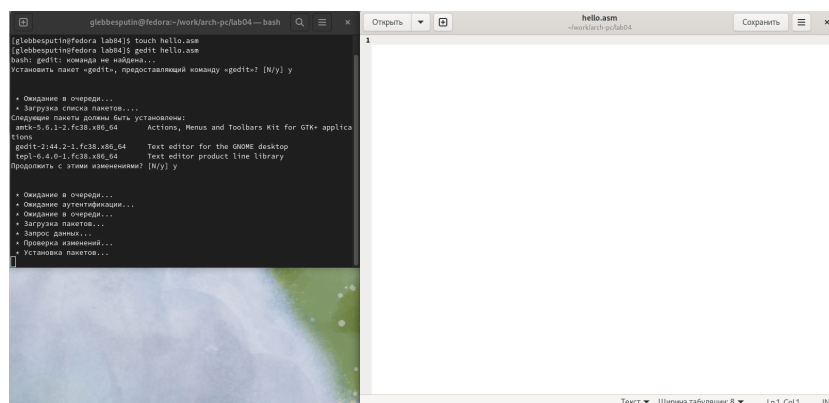 glebbesputin@fedora:~/work/arch-pc/lab04 — bash
[glebbesputin@fedora lab04]$ touch hello.asm
[glebbesputin@fedora lab04]$ gedit hello.asm
bash: gedit: команда не найдена...
Установить пакет «gedit», предоставляющий команду «gedit»? [N/y] y
* Ожидание в очереди...
* Загрузка списка пакетов....
Следующие пакеты должны быть установлены:
amtk-5.6.1-2.fc38.x86_64 Actions, Menus and Toolbars Kit for GTK+ applica
tions
gedit-2:44.2-1.fc38.x86_64 Text editor for the GNOME desktop
tepl-6.4.0-1.fc38.x86_64 Text editor product line library
Продолжить с этими изменениями? [N/y] y
* Ожидание в очереди...
* Ожидание аутентификации...
* Ожидание в очереди...
* Загрузка пакетов...
* Запрос данных...
* Проверка изменений...
* Установка пакетов...
Открыть
hello.asm
~/work/arch-pc/lab04
Сохранить
1
Текст Ширина табуляции: 8 Ln 1, Col 1 IN